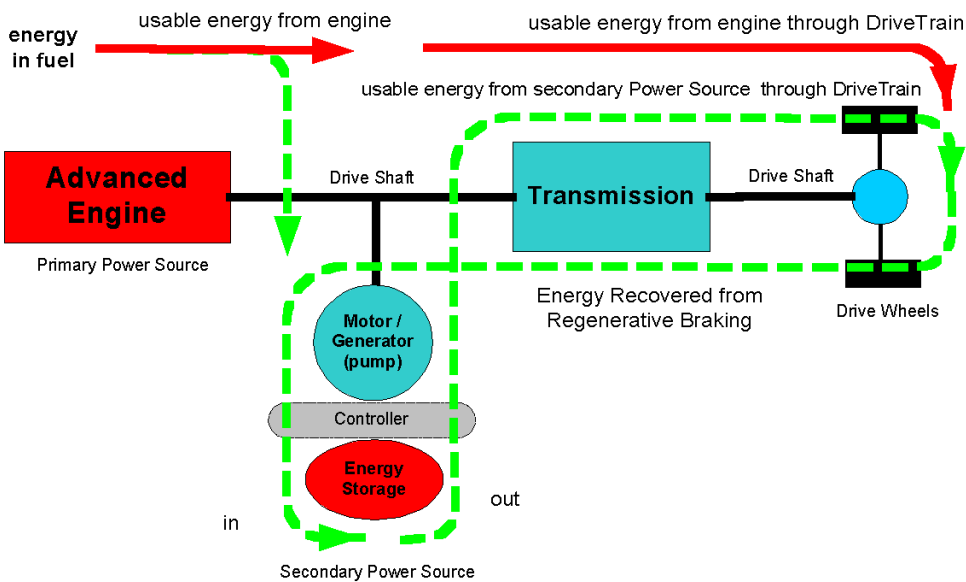 usable energy from engine
usable energy from engine through DriveTrain
energy
in fuel
usable energy from secondary Power Source through DriveTrain
Advanced
Engine
Drive Shaft
Transmission
Drive Shaft
Primary Power Source
Energy Recovered from
Regenerative Braking
Drive Wheels
Motor /
Generator
(pump)
Controller
Energy
Storage
in
out
Secondary Power Source